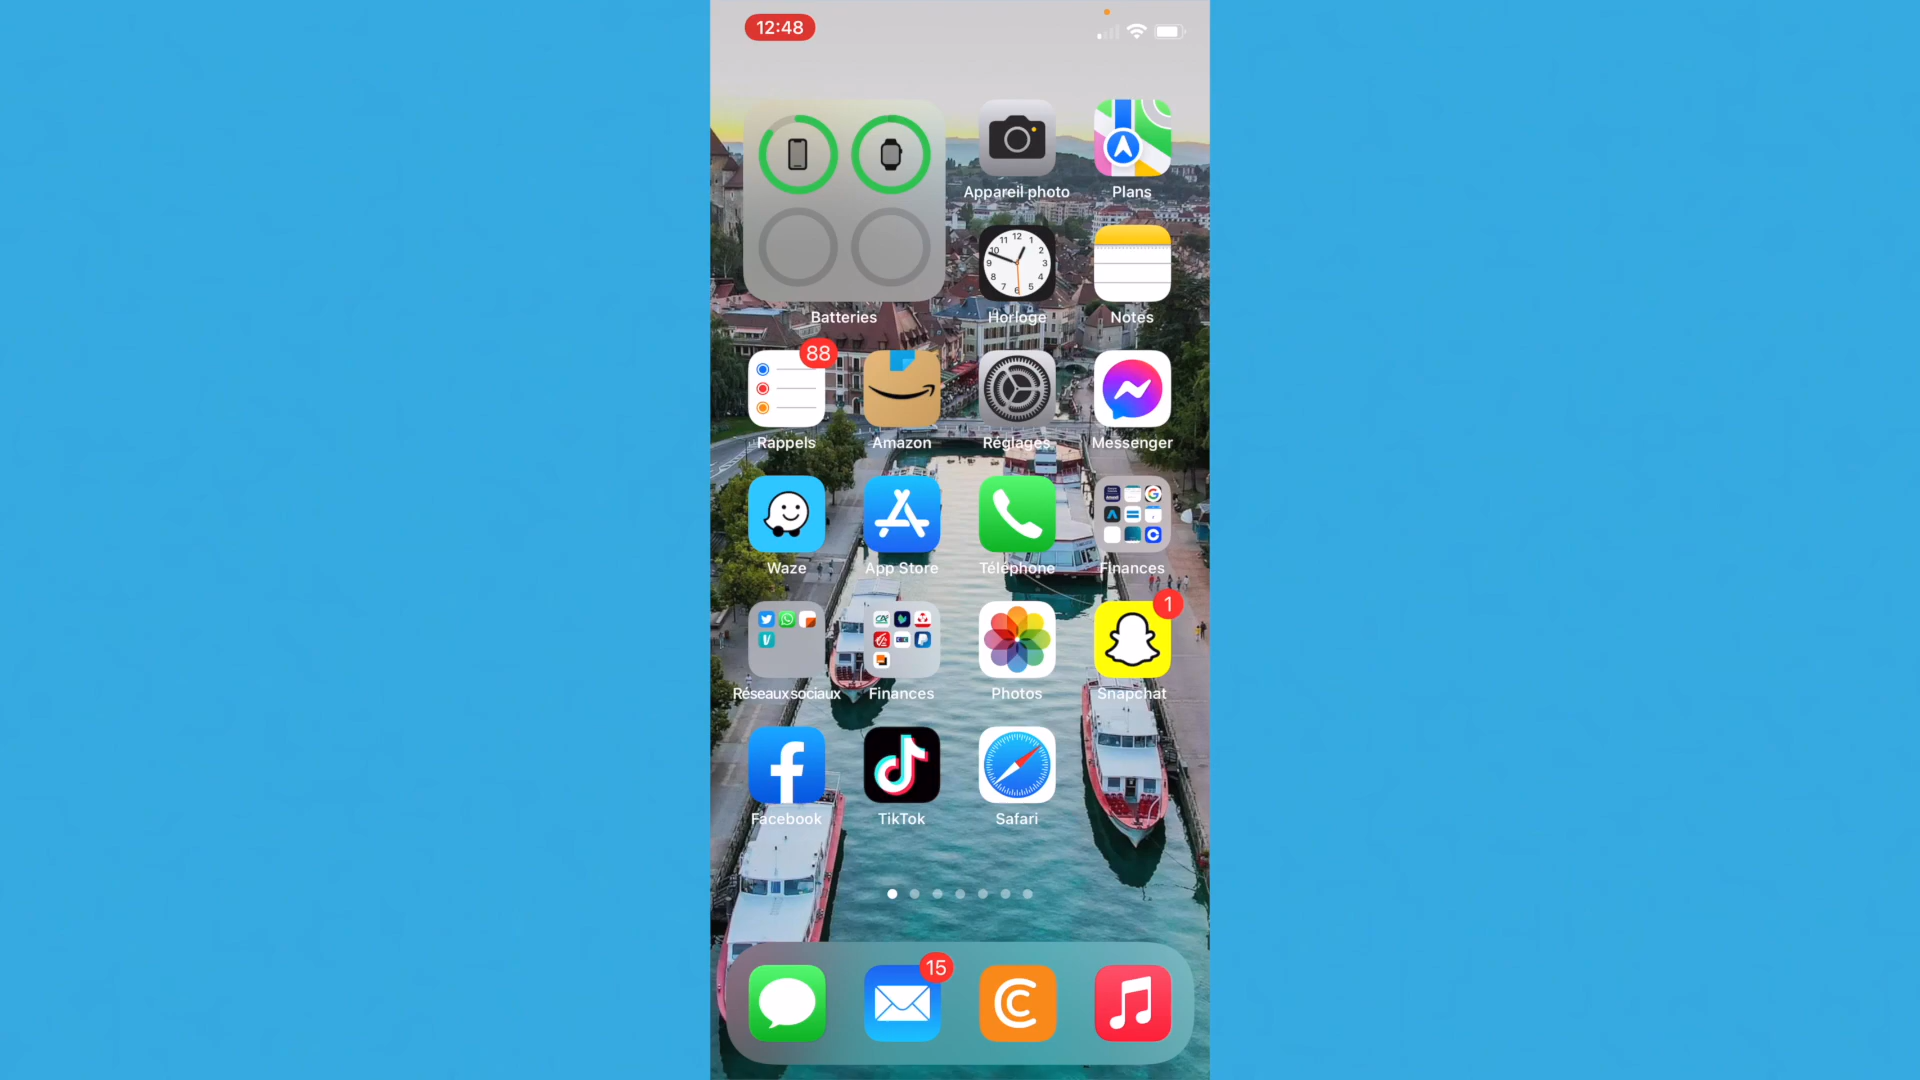 12:48
Appareil photo
Plans
Batteries
Horloge
Notes
88
Rappels
Amazon
Réglages
Messenger
Waze
App Store
Téléphone
Finances
1
Réseaux sociaux
Finances
Photos
Snapchat
Facebook
TikTok
Safari
15